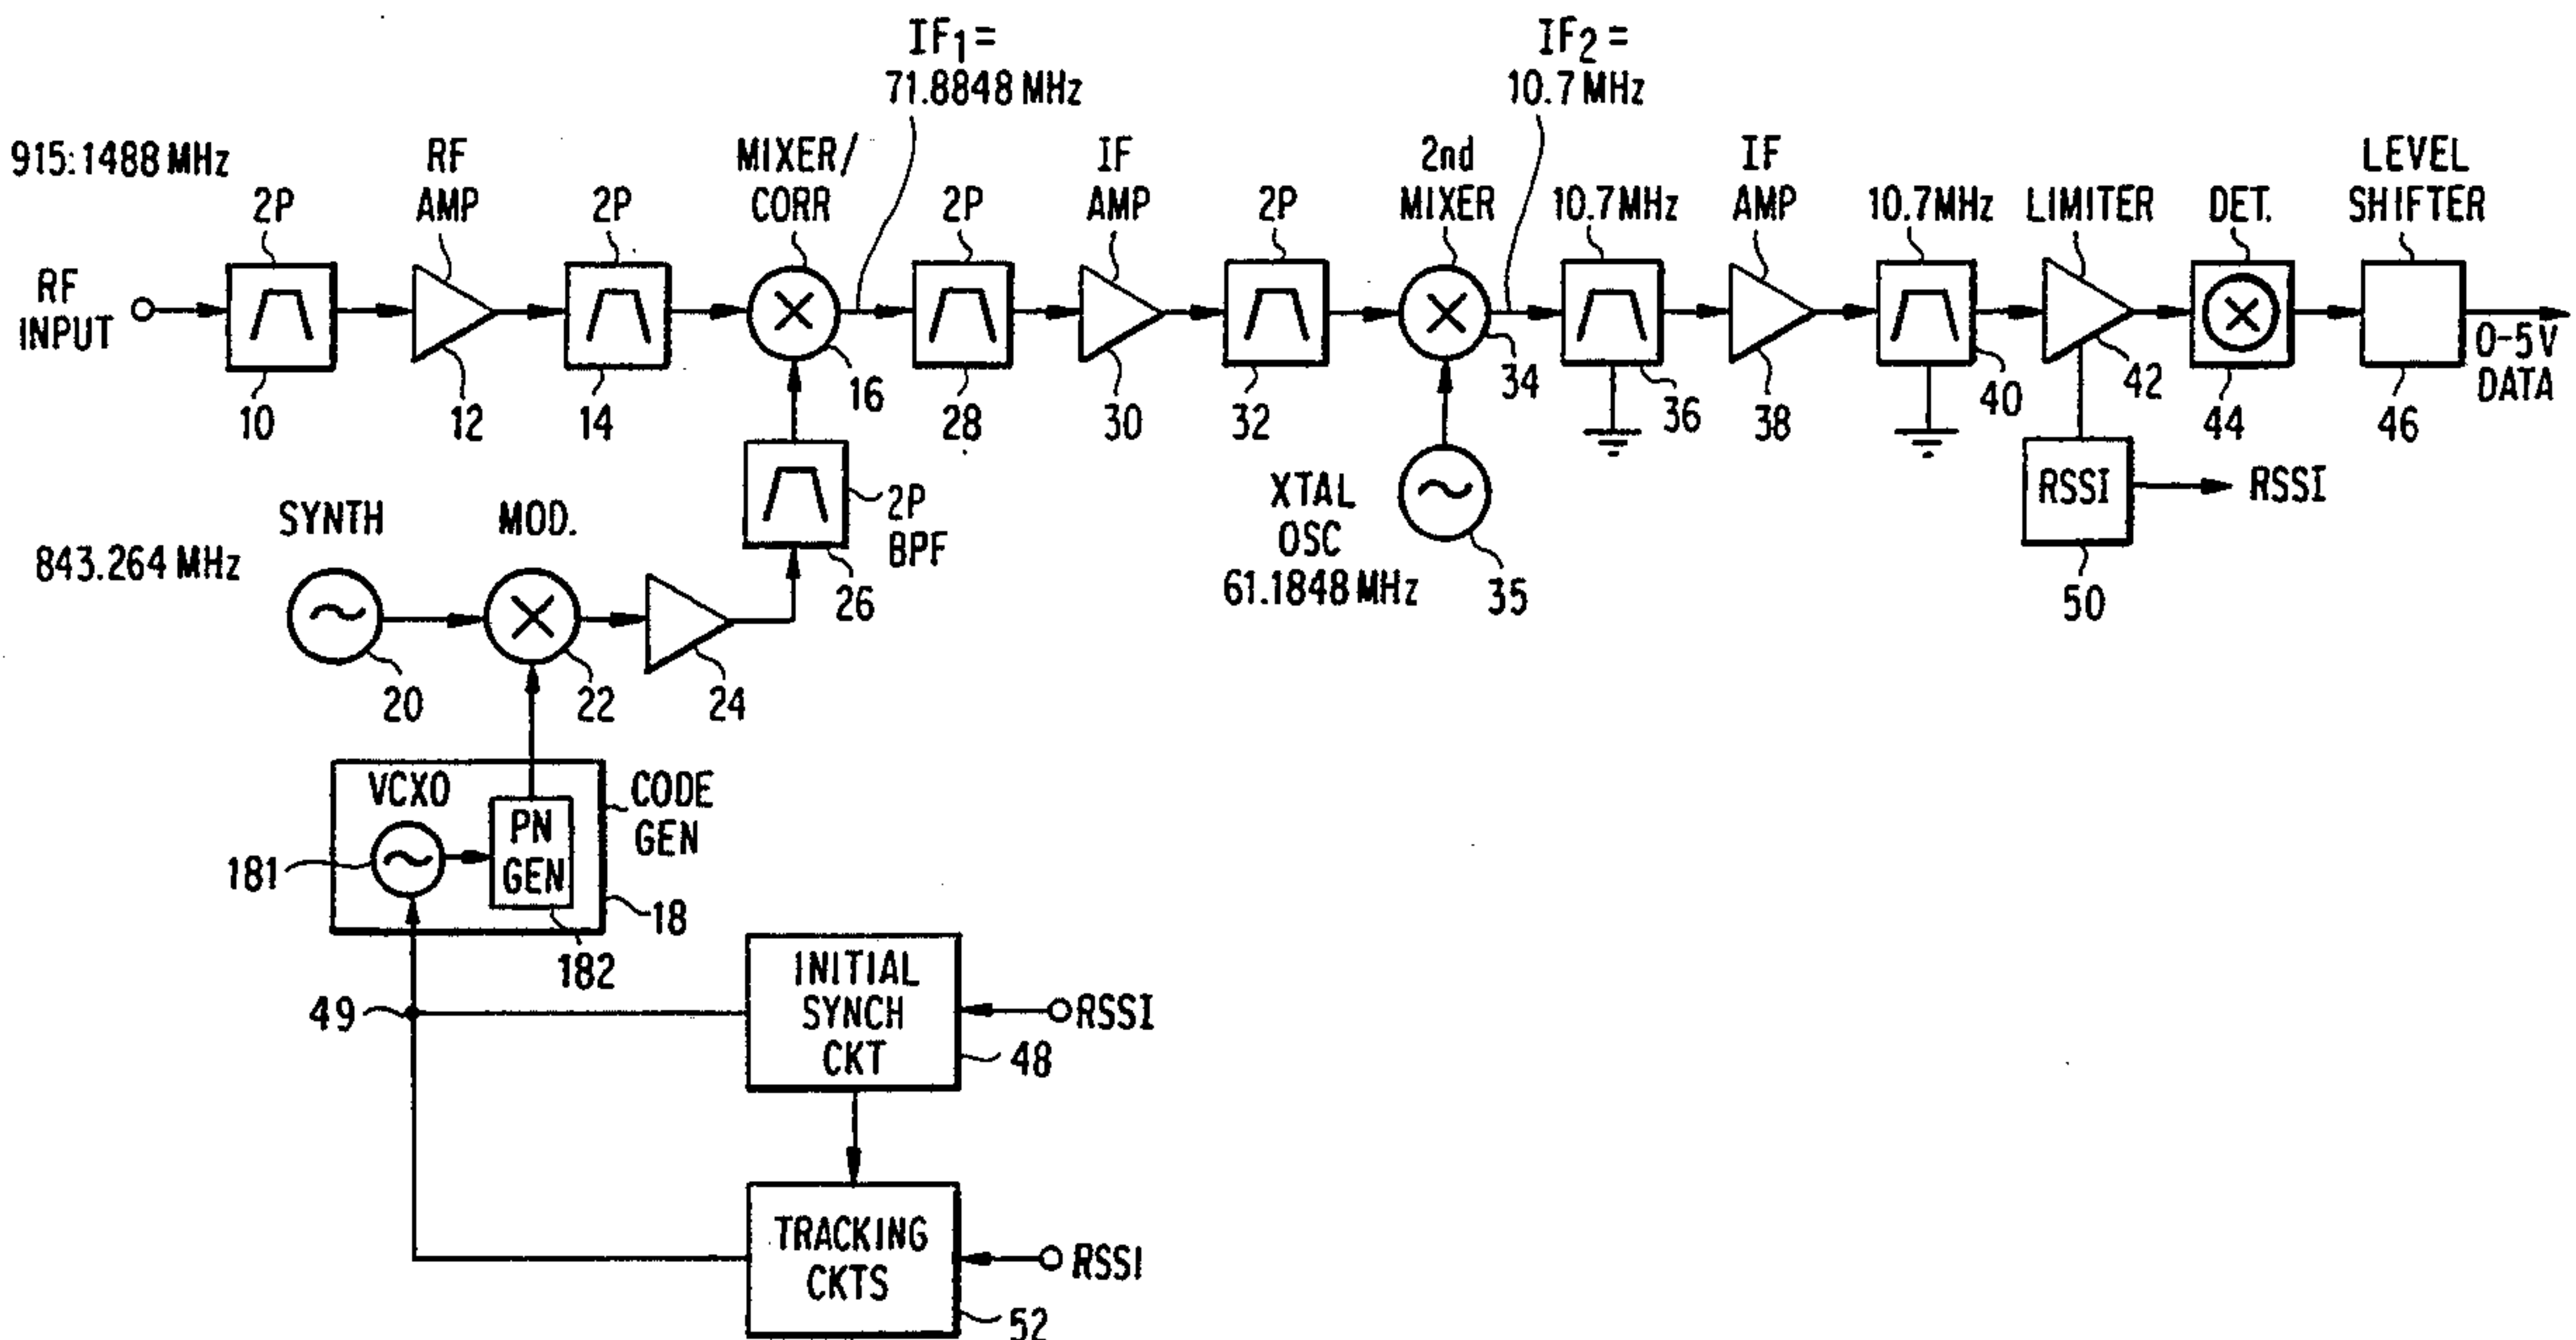 IF1 =
71.8848 MHz
IF2 =
10.7 MHz
915:1488 MHz
2P
RF
AMP
2P
MIXER/
CORR
2P
IF
AMP
2P
2nd
MIXER
10.7MHz
IF
AMP
10.7MHz
LIMITER
DET.
LEVEL
SHIFTER
RF
INPUT
10
12
14
16
28
30
32
34
36
38
40
42
44
46
0-5V
DATA
2P
BPF
26
XTAL
OSC
61.1848 MHz
35
RSSI
RSSI
50
SYNTH
843.264 MHz
MOD.
20
22
24
VCXO
PN
GEN
CODE
GEN
181
182
18
49
INITIAL
SYNCH
CKT
RSSI
48
TRACKING
CKTS
RSSI
52